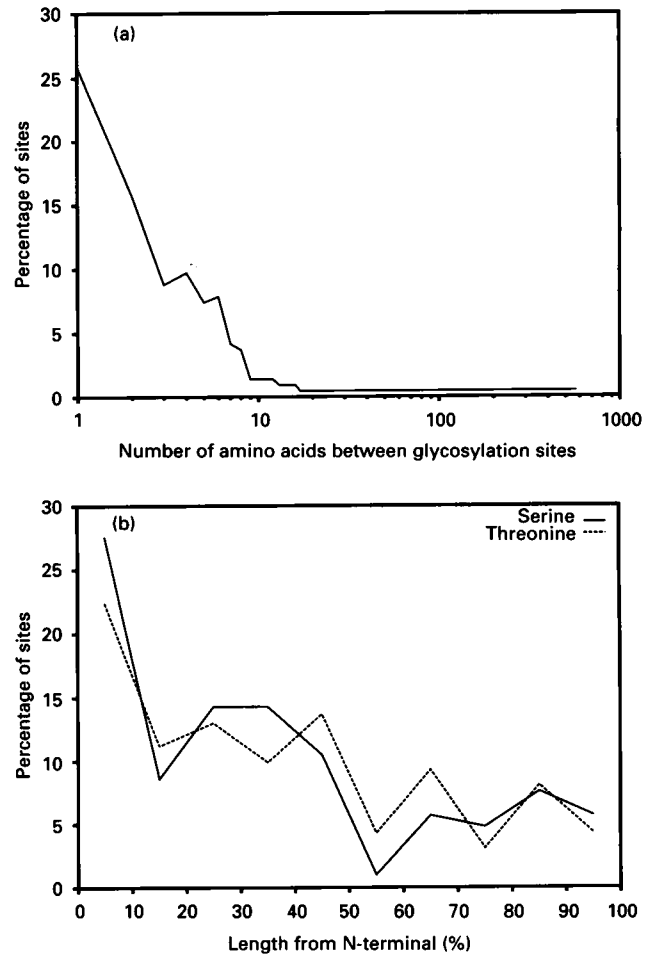 30
(a)
25
20
15
10
5
0
Percentage of sites
1 10 100 1000
Number of amino acids between glycosylation sites
30
(b)
Serine
Threonine
25
20
15
10
5
0
Percentage of sites
0 10 20 30 40 50 60 70 80 90 100
Length from N-terminal (%)